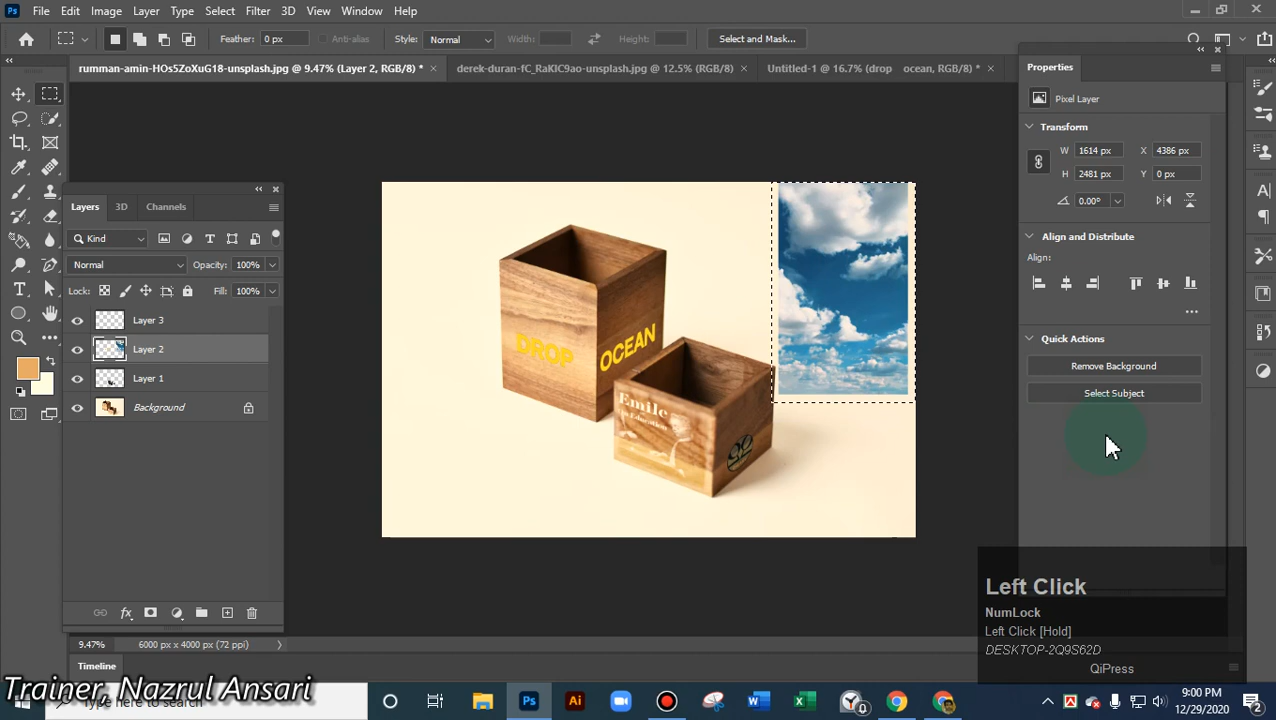 Ps File Edit Image Layer Type Select Filter 3D View Window Help
Feather: 0 px Anti-alias Style: Normal Width: Height: Select and Mask...
rumman-amin-HOs5ZoXuG18-unsplash.jpg @ 9.47% (Layer 2, RGB/8) * × derek-duran-fC_RaKlC9ao-unsplash.jpg @ 12.5% (RGB/8) × Untitled-1 @ 16.7% (drop ocean, RGB/8) * ×
Properties
Pixel Layer
Transform
W 1614 px X 4386 px
H 2481 px Y 0 px
0.00°
Align and Distribute
Align:
Quick Actions
Remove Background
Select Subject
Layers 3D Channels
Kind
Normal Opacity: 100%
Lock: Fill: 100%
Layer 3
Layer 2
Layer 1
Background
fx
DROP OCEAN
Emile
Education
9.47% 6000 px x 4000 px (72 ppi)
Timeline
Left Click
NumLock
Left Click [Hold]
DESKTOP-2Q9S62D
QiPress
Trainer, Nazrul Ansari
Type here to search
9:00 PM
12/29/2020